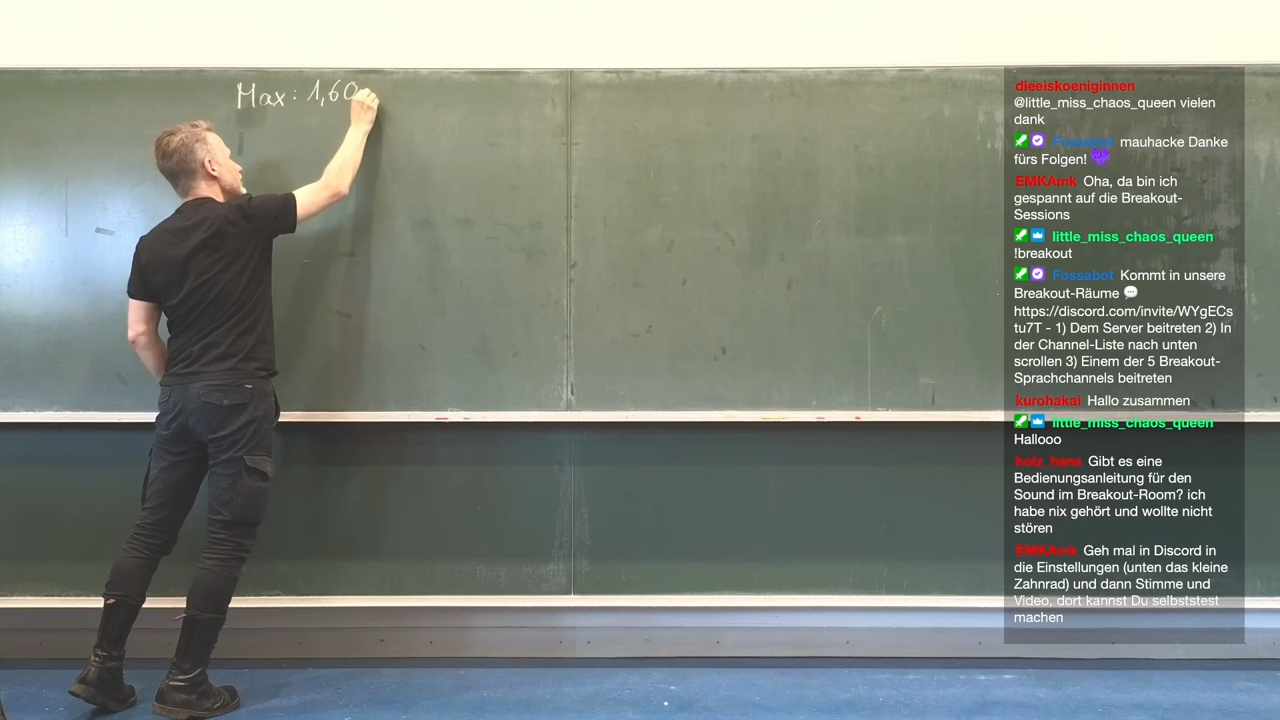 Max: 1,60
dieeiskoeniginnen
@little_miss_chaos_queen vielen
dank
Fossabot mauhacke Danke
fürs Folgen!
EMKAmk Oha, da bin ich
gespannt auf die Breakout-
Sessions
little_miss_chaos_queen
!breakout
Fossabot Kommt in unsere
Breakout-Räume
https://discord.com/invite/WYgECs
tu7T - 1) Dem Server beitreten 2) In
der Channel-Liste nach unten
scrollen 3) Einem der 5 Breakout-
Sprachchannels beitreten
kurohakai Hallo zusammen
little_miss_chaos_queen
Hallooo
holz_hans Gibt es eine
Bedienungsanleitung für den
Sound im Breakout-Room? ich
habe nix gehört und wollte nicht
stören
EMKAmk Geh mal in Discord in
die Einstellungen (unten das kleine
Zahnrad) und dann Stimme und
Video, dort kannst Du selbststest
machen